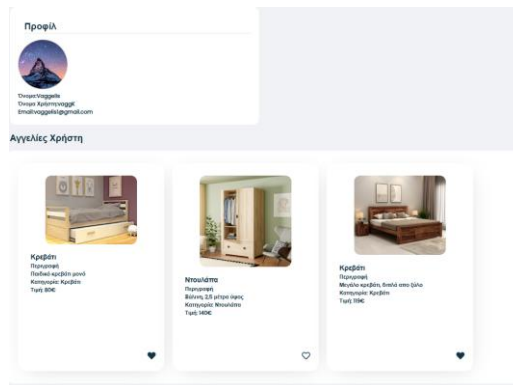 Προφίλ
Όνομα:Vaggelis
Όνομα Χρήστη:vaggK
Email:vaggelis1@gmail.com
Αγγελίες Χρήστη
Κρεβάτι
Περιγραφή
Παιδικό κρεβάτι μονό
Κατηγορία: Κρεβάτι
Τιμή: 80€
Ντουλάπα
Περιγραφή
Ξύλινη, 2,5 μέτρα ύψος
Κατηγορία: Ντουλάπα
Τιμή: 140€
Κρεβάτι
Περιγραφή
Μεγάλο κρεβάτι, διπλό απο ξύλο
Κατηγορία: Κρεβάτι
Τιμή: 119€